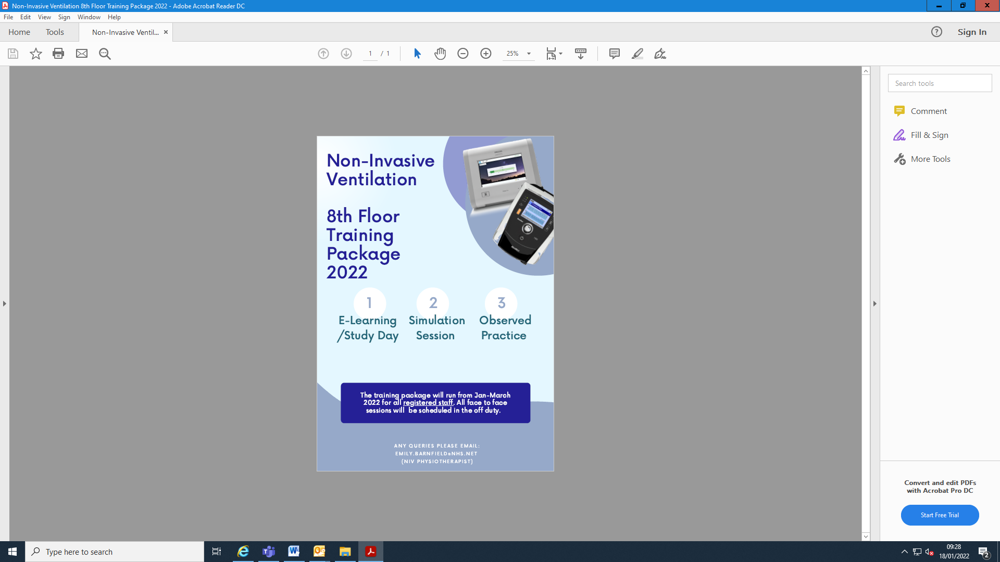 Non-Invasive Ventilation 8th Floor Training Package 2022 - Adobe Acrobat Reader DC
File Edit View Sign Window Help
Home Tools Non-Invasive Ventil... Sign In
1 / 1 25%
Search tools
Comment
Fill & Sign
More Tools
Non-Invasive
Ventilation
8th Floor
Training
Package
2022
1 2 3
E-Learning Simulation Observed
/Study Day Session Practice
The training package will run from Jan-March
2022 for all registered staff. All face to face
sessions will be scheduled in the off duty.
ANY QUERIES PLEASE EMAIL:
EMILY.BARNFIELD@NHS.NET
(NIV PHYSIOTHERAPIST)
Convert and edit PDFs
with Acrobat Pro DC
Start Free Trial
Type here to search
09:28
18/01/2022
2